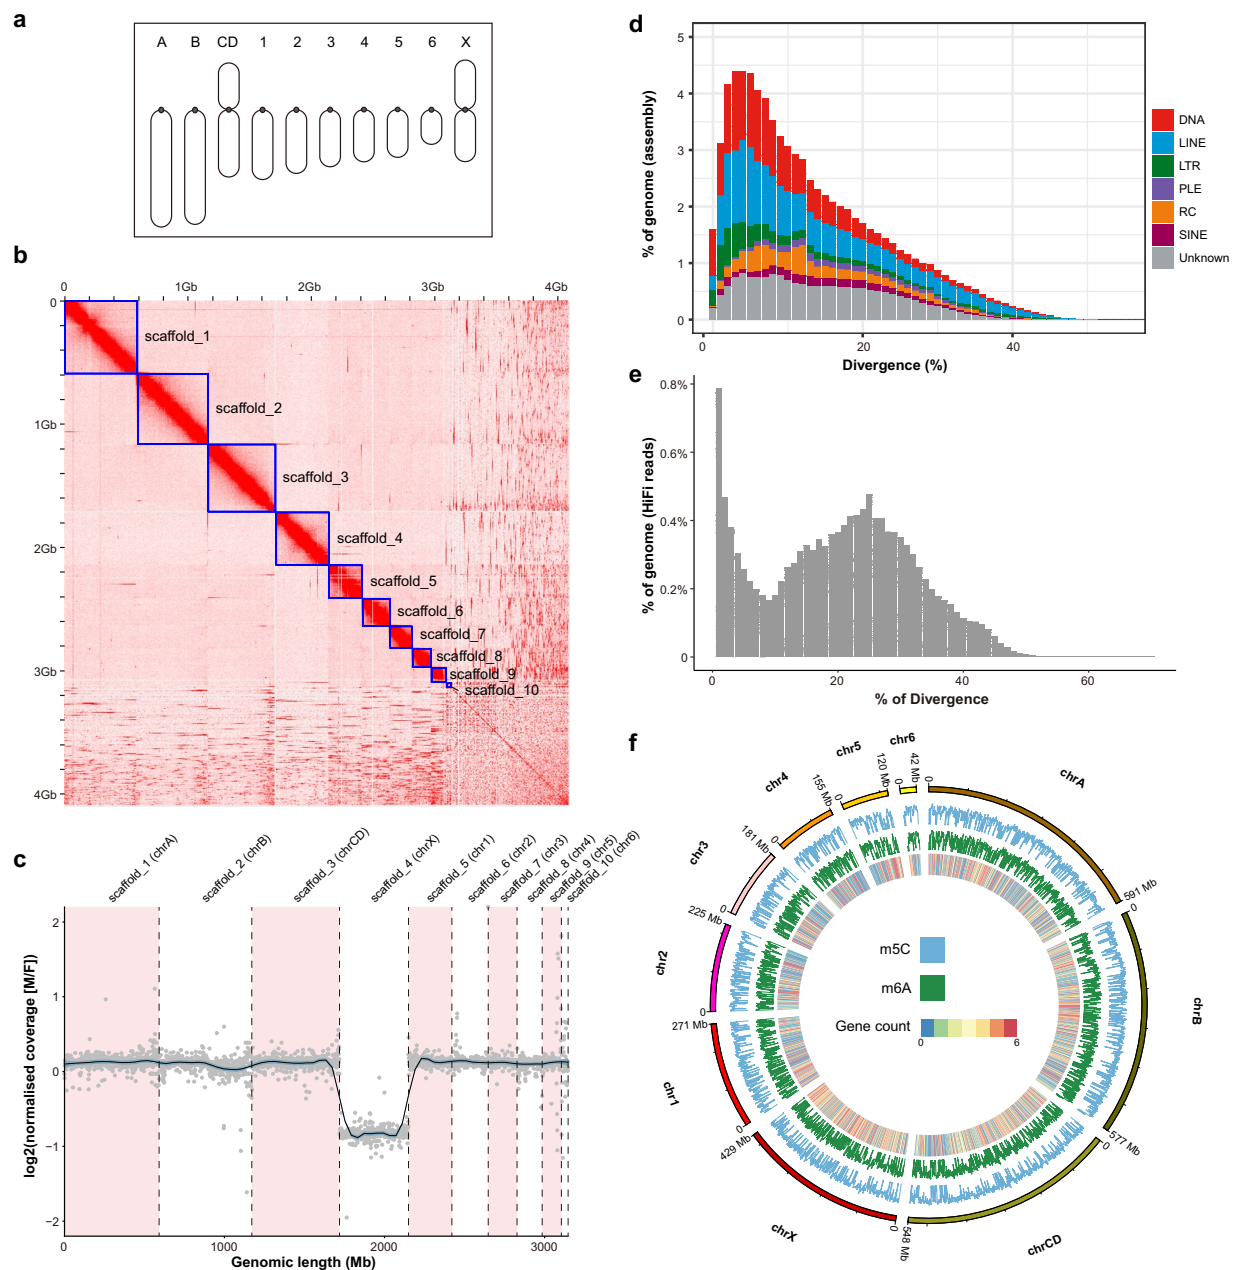 a
A B CD 1 2 3 4 5 6 X
b
0 1Gb 2Gb 3Gb 4Gb
0
1Gb
2Gb
3Gb
4Gb
scaffold_1
scaffold_2
scaffold_3
scaffold_4
scaffold_5
scaffold_6
scaffold_7
scaffold_8
scaffold_9
scaffold_10
c
scaffold_1 (chrA)
scaffold_2 (chrB)
scaffold_3 (chrCD)
scaffold_4 (chrX)
scaffold_5 (chr1)
scaffold_6 (chr2)
scaffold_7 (chr3)
scaffold_8 (chr4)
scaffold_9 (chr5)
scaffold_10 (chr6)
log2(normalised coverage [M/F])
2
1
0
−1
−2
0 1000 2000 3000
Genomic length (Mb)
d
% of genome (assembly)
5
4
3
2
1
0
0 20 40
Divergence (%)
DNA
LINE
LTR
PLE
RC
SINE
Unknown
e
% of genome (HiFi reads)
0.8%
0.6%
0.4%
0.2%
0
0 20 40 60
% of Divergence
f
chrA
0
591 Mb
chrB
0
577 Mb
chrCD
0
548 Mb
chrX
0
429 Mb
chr1
0
271 Mb
chr2
0
225 Mb
chr3
0
181 Mb
chr4
0
155 Mb
chr5
0
120 Mb
chr6
0
42 Mb
m5C
m6A
Gene count
0 6